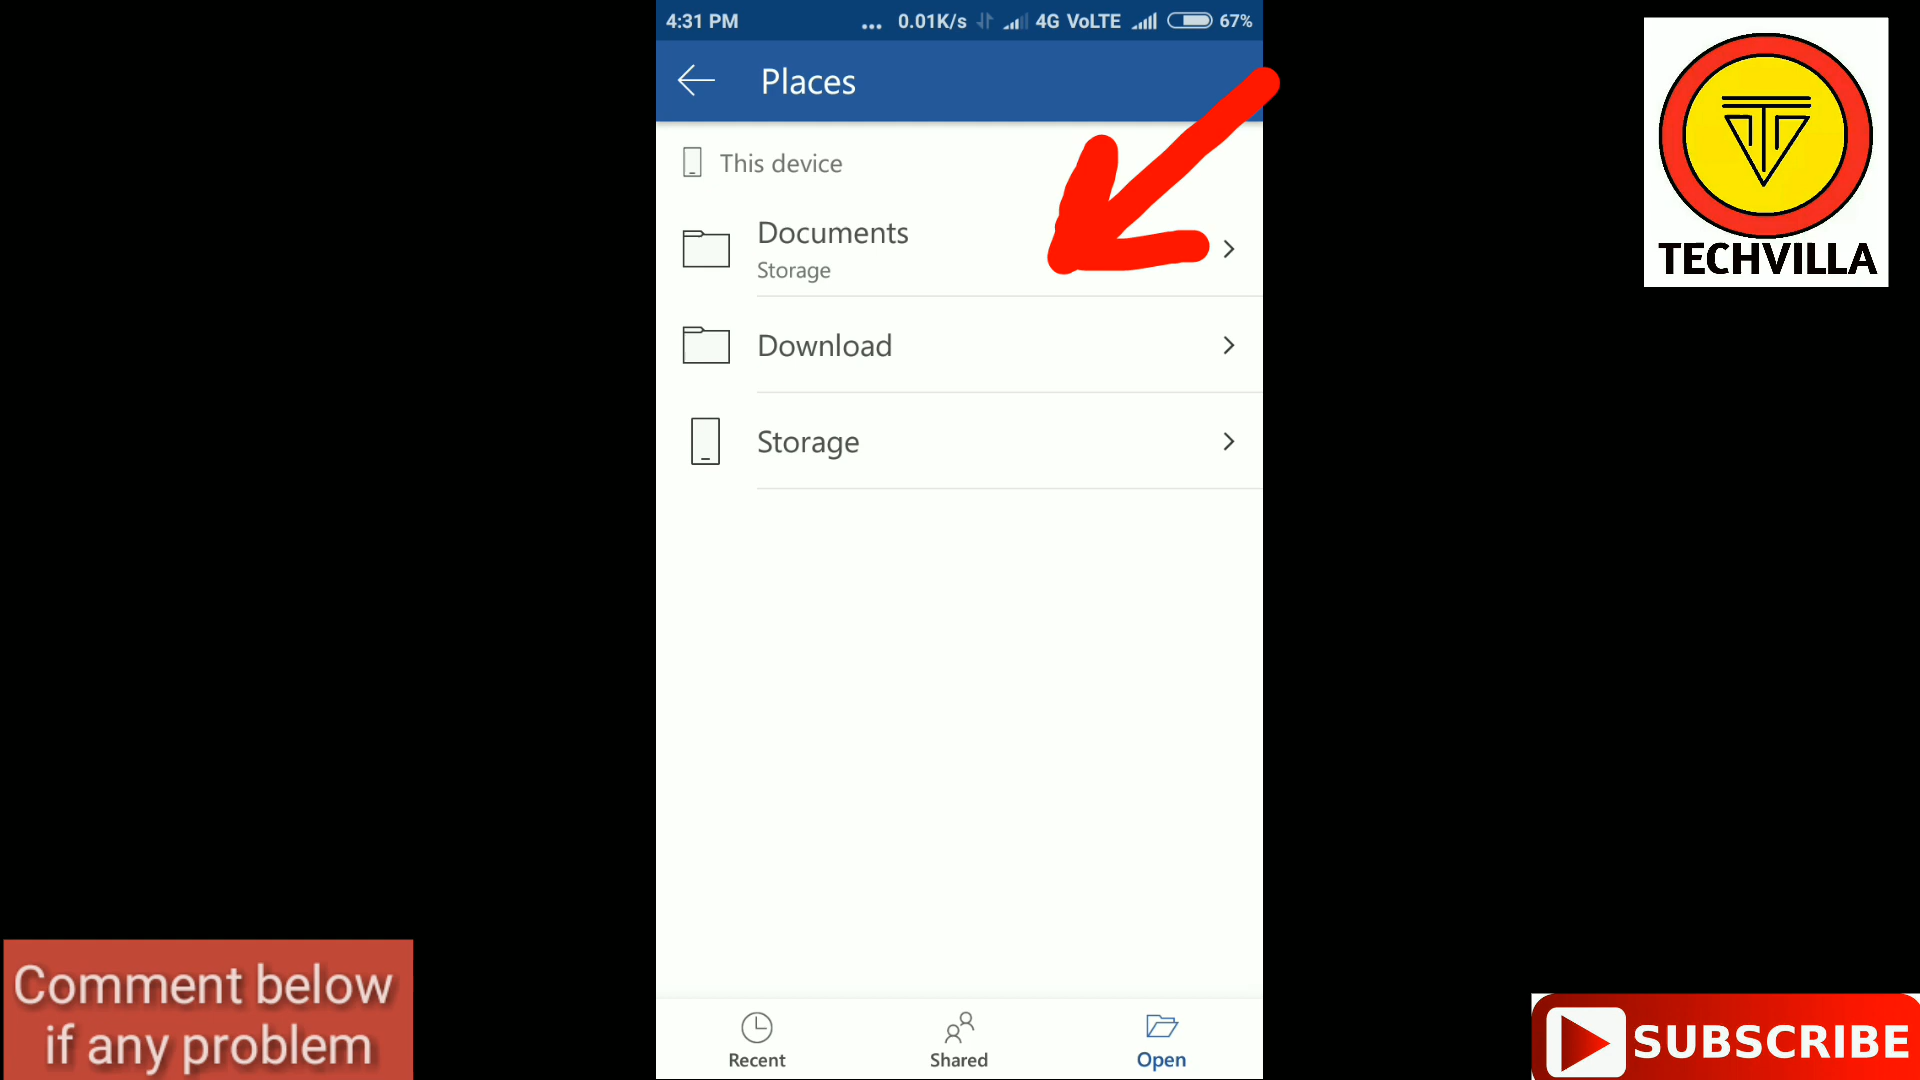 4:31 PM ... 0.01K/s 4G VoLTE 67%
Places
This device
Documents
Storage
Download
Storage
Recent
Shared
Open
TECHVILLA
Comment below
if any problem
SUBSCRIBE